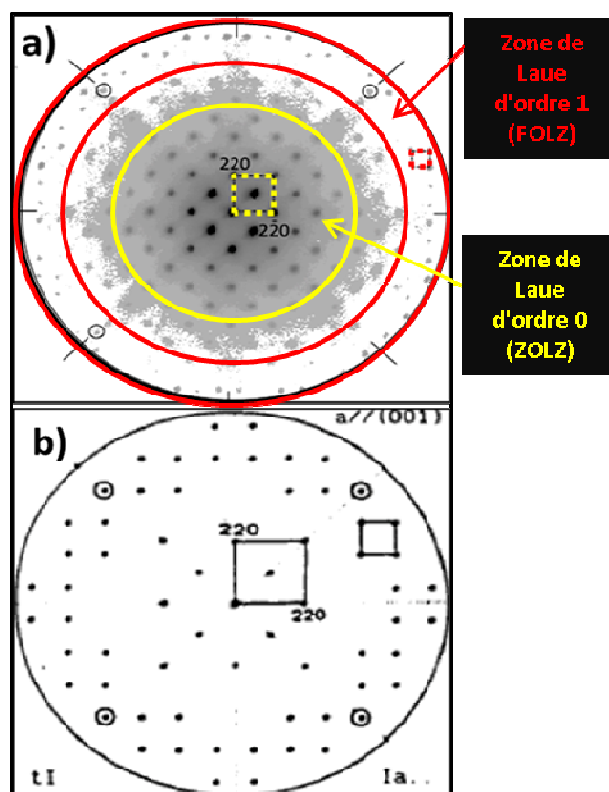 a)
Zone de
Laue
d'ordre 1
(FOLZ)
220
220
Zone de
Laue
d'ordre 0
(ZOLZ)
b)
a//(001)
220
220
tI
Ia..